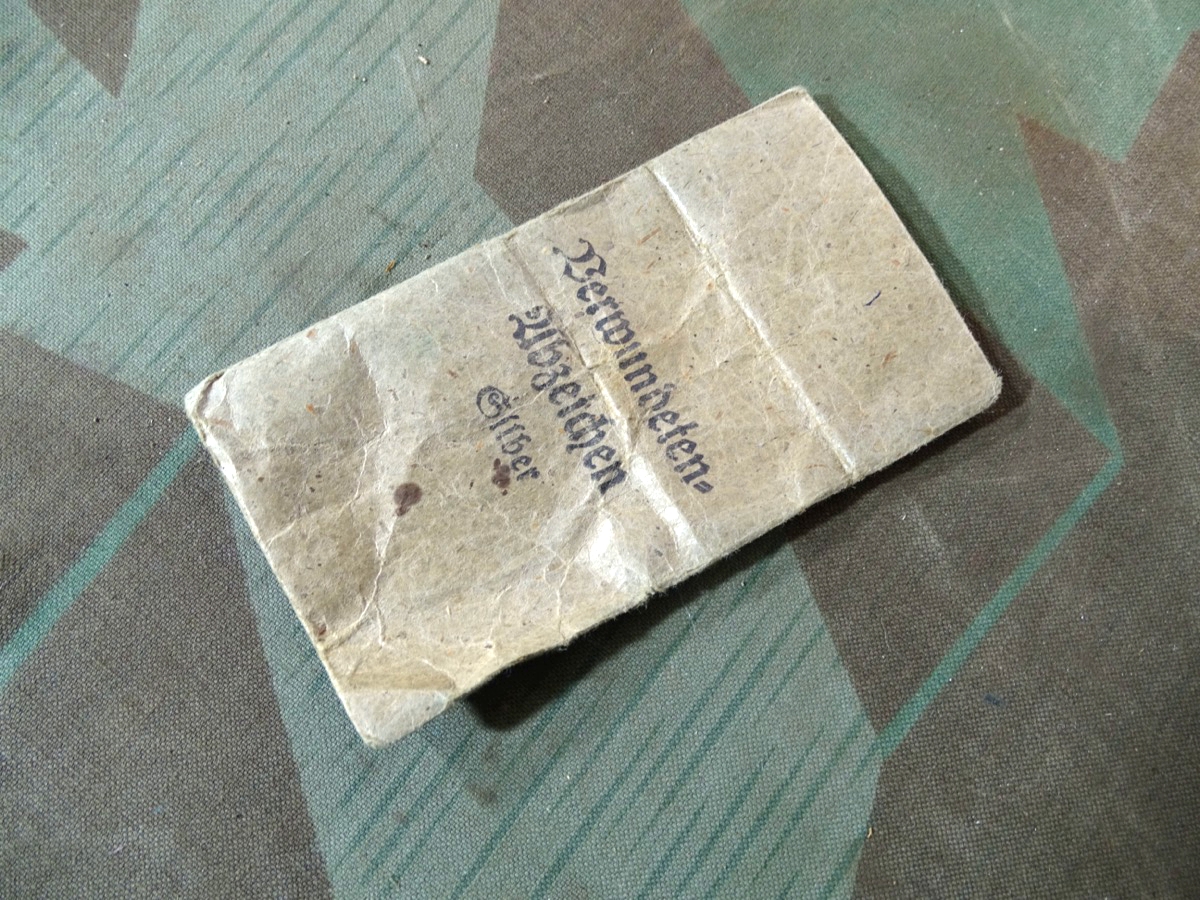 Verwundeten-
Abzeichen
Silber